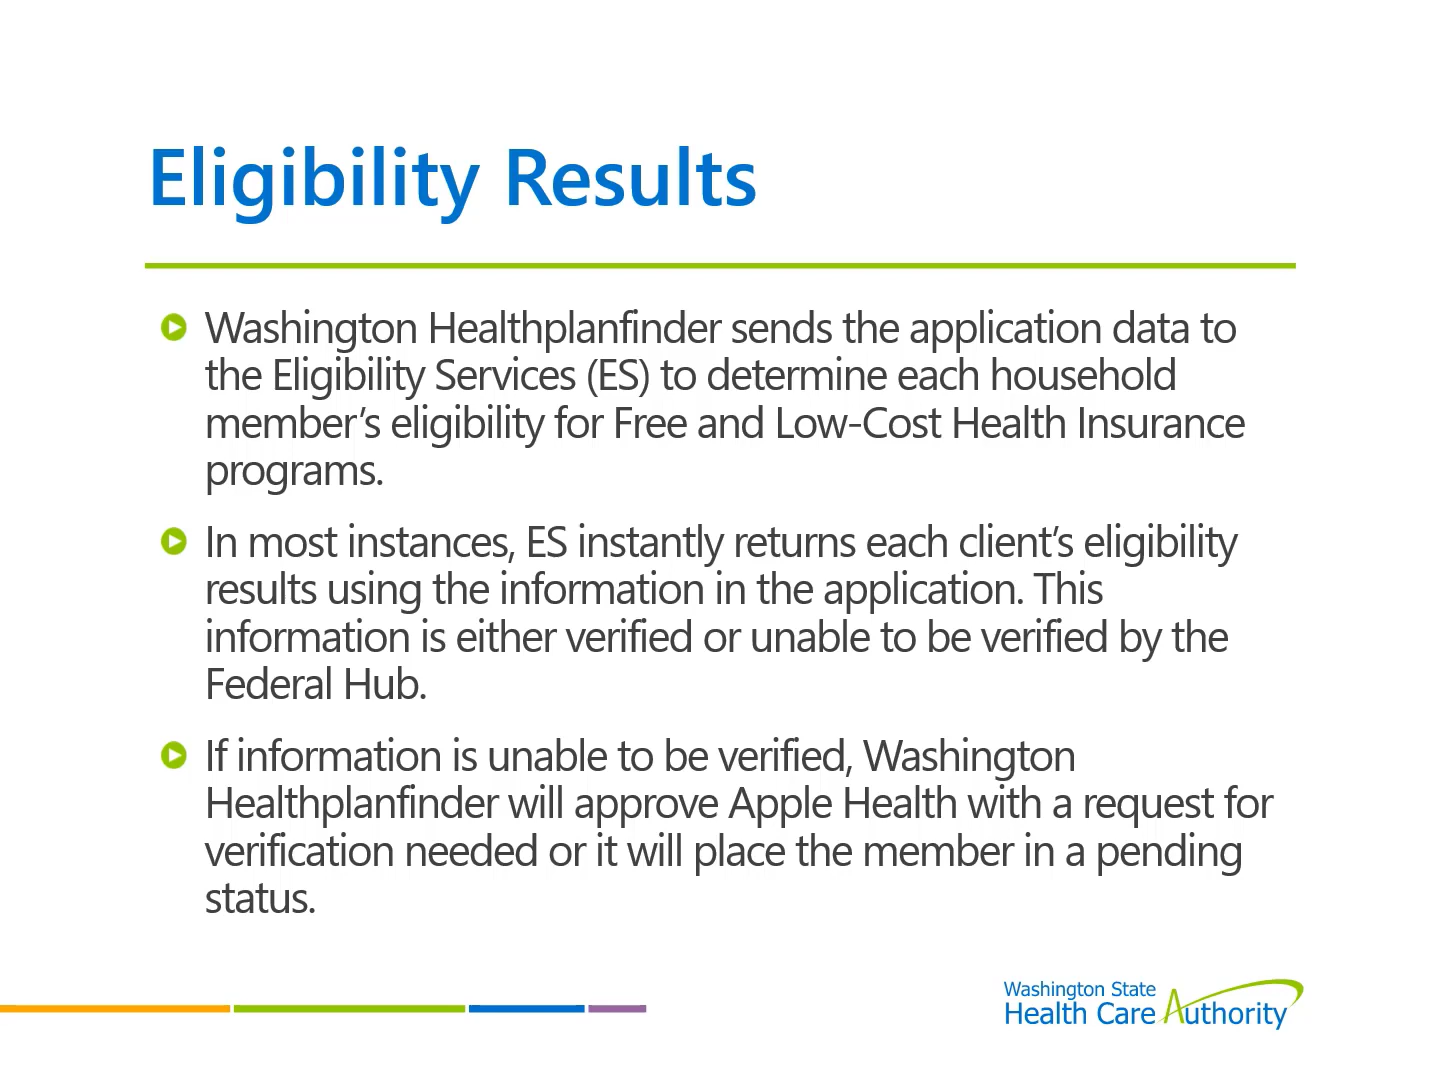 Eligibility Results
Washington Healthplanfinder sends the application data to
the Eligibility Services (ES) to determine each household
member’s eligibility for Free and Low-Cost Health Insurance
programs.
In most instances, ES instantly returns each client’s eligibility
results using the information in the application. This
information is either verified or unable to be verified by the
Federal Hub.
If information is unable to be verified, Washington
Healthplanfinder will approve Apple Health with a request for
verification needed or it will place the member in a pending
status.
Washington State
Health Care Authority